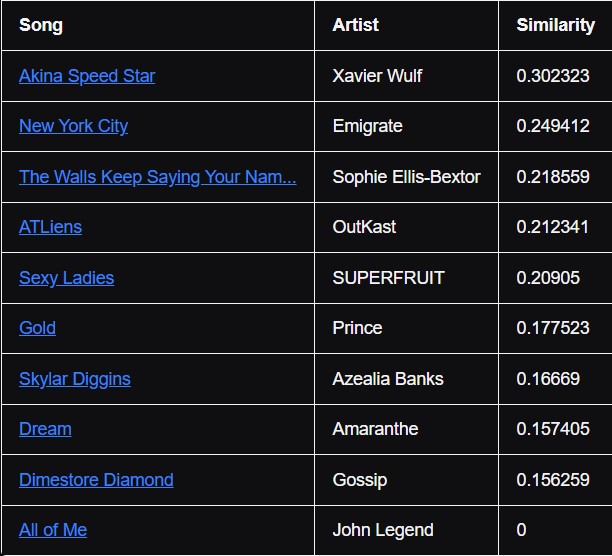 Song Artist Similarity
Akina Speed Star Xavier Wulf 0.302323
New York City Emigrate 0.249412
The Walls Keep Saying Your Nam... Sophie Ellis-Bextor 0.218559
ATLiens OutKast 0.212341
Sexy Ladies SUPERFRUIT 0.20905
Gold Prince 0.177523
Skylar Diggins Azealia Banks 0.16669
Dream Amaranthe 0.157405
Dimestore Diamond Gossip 0.156259
All of Me John Legend 0